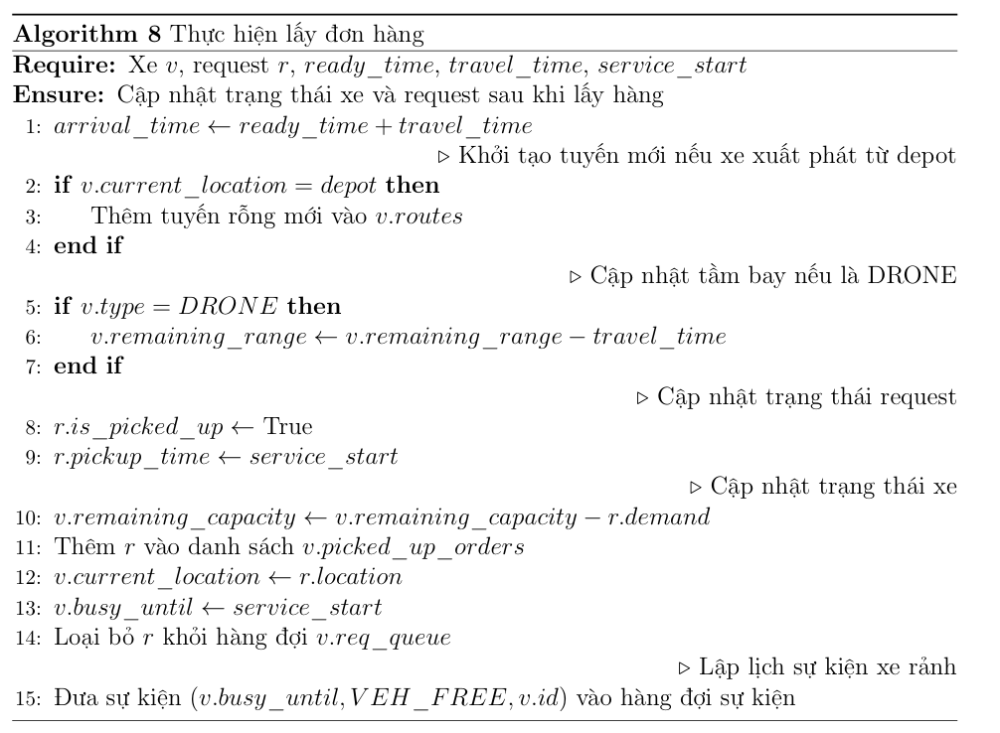 Algorithm 8 Thực hiện lấy đơn hàng
Require: Xe v, request r, ready_time, travel_time, service_start
Ensure: Cập nhật trạng thái xe và request sau khi lấy hàng
1: arrival_time ← ready_time + travel_time
▷ Khởi tạo tuyến mới nếu xe xuất phát từ depot
2: if v.current_location = depot then
3: Thêm tuyến rỗng mới vào v.routes
4: end if
▷ Cập nhật tầm bay nếu là DRONE
5: if v.type = DRONE then
6: v.remaining_range ← v.remaining_range − travel_time
7: end if
▷ Cập nhật trạng thái request
8: r.is_picked_up ← True
9: r.pickup_time ← service_start
▷ Cập nhật trạng thái xe
10: v.remaining_capacity ← v.remaining_capacity − r.demand
11: Thêm r vào danh sách v.picked_up_orders
12: v.current_location ← r.location
13: v.busy_until ← service_start
14: Loại bỏ r khỏi hàng đợi v.req_queue
▷ Lập lịch sự kiện xe rảnh
15: Đưa sự kiện (v.busy_until, VEH_FREE, v.id) vào hàng đợi sự kiện